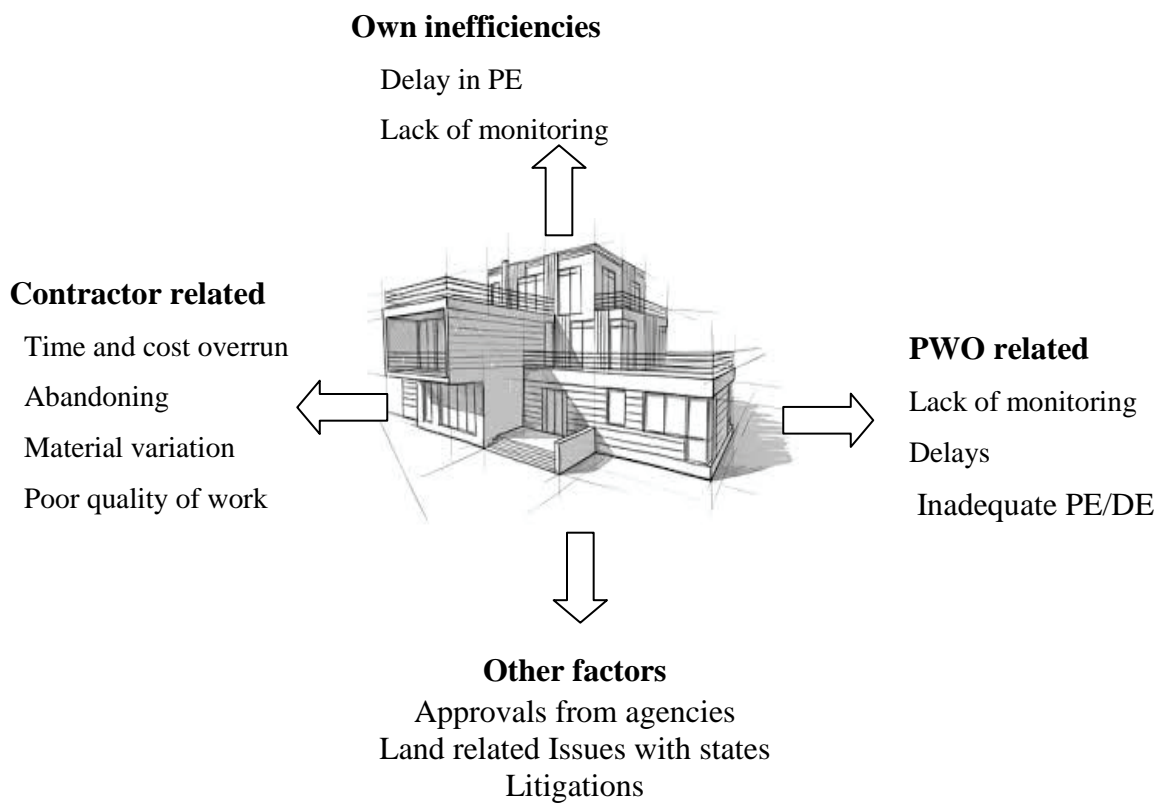 Own inefficiencies
Delay in PE
Lack of monitoring
Contractor related
Time and cost overrun
Abandoning
Material variation
Poor quality of work
PWO related
Lack of monitoring
Delays
Inadequate PE/DE
Other factors
Approvals from agencies
Land related Issues with states
Litigations